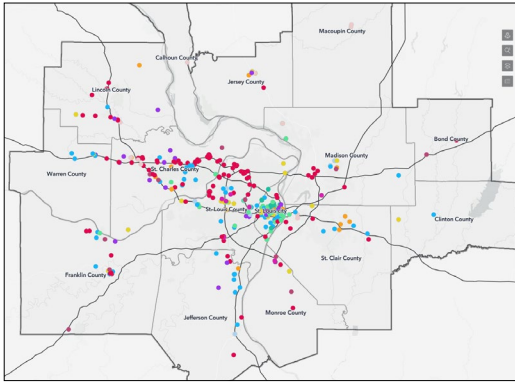 Macoupin County
Calhoun County
Jersey County
Lincoln County
Bond County
Madison County
Warren County
St. Charles County
St. Louis County
St. Louis City
Clinton County
St. Clair County
Franklin County
Monroe County
Jefferson County